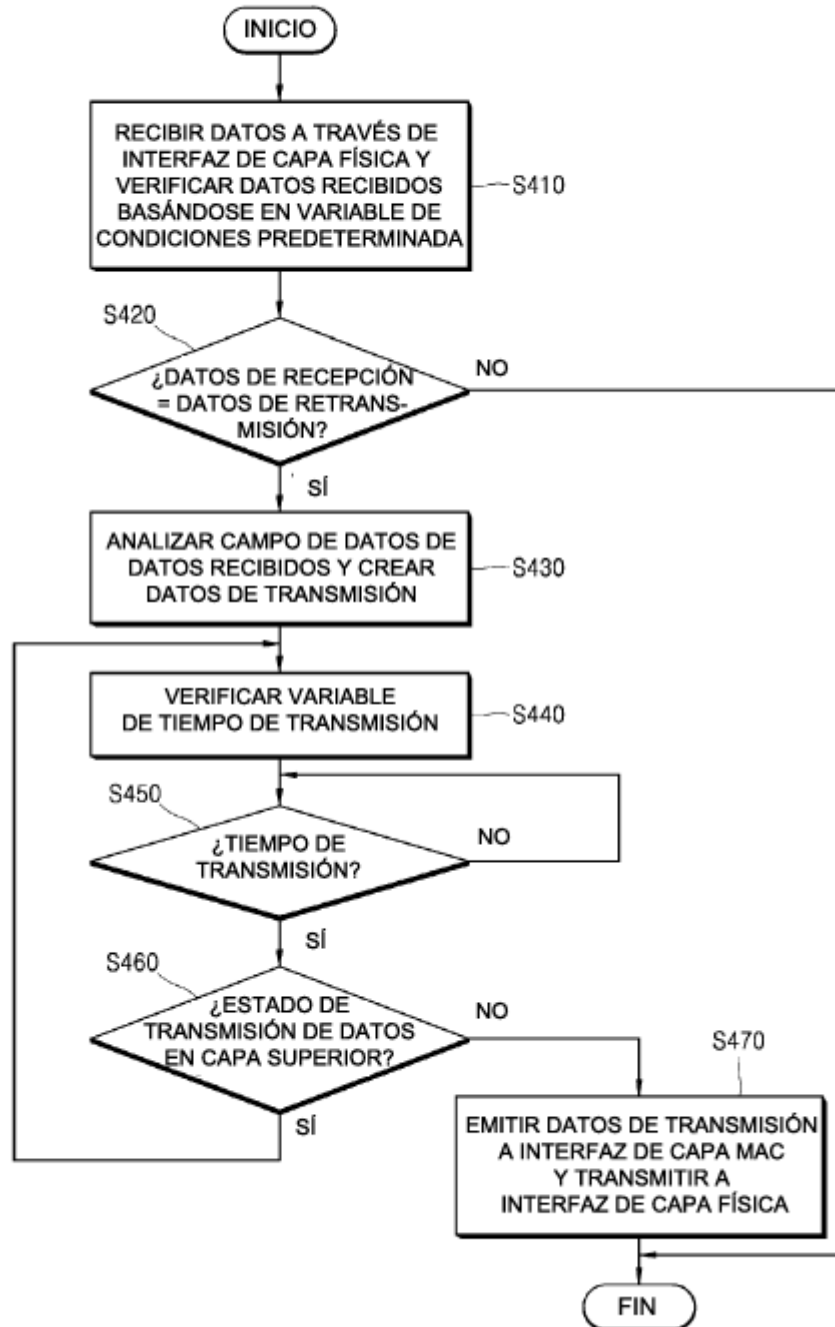 INICIO
RECIBIR DATOS A TRAVÉS DE
INTERFAZ DE CAPA FÍSICA Y
VERIFICAR DATOS RECIBIDOS
BASÁNDOSE EN VARIABLE DE
CONDICIONES PREDETERMINADA
S410
S420
¿DATOS DE RECEPCIÓN
= DATOS DE RETRANS-
MISIÓN?
NO
SÍ
ANALIZAR CAMPO DE DATOS DE
DATOS RECIBIDOS Y CREAR
DATOS DE TRANSMISIÓN
S430
VERIFICAR VARIABLE
DE TIEMPO DE TRANSMISIÓN
S440
S450
¿TIEMPO DE
TRANSMISIÓN?
NO
SÍ
S460
¿ESTADO DE
TRANSMISIÓN DE DATOS
EN CAPA SUPERIOR?
NO
SÍ
S470
EMITIR DATOS DE TRANSMISIÓN
A INTERFAZ DE CAPA MAC
Y TRANSMITIR A
INTERFAZ DE CAPA FÍSICA
FIN